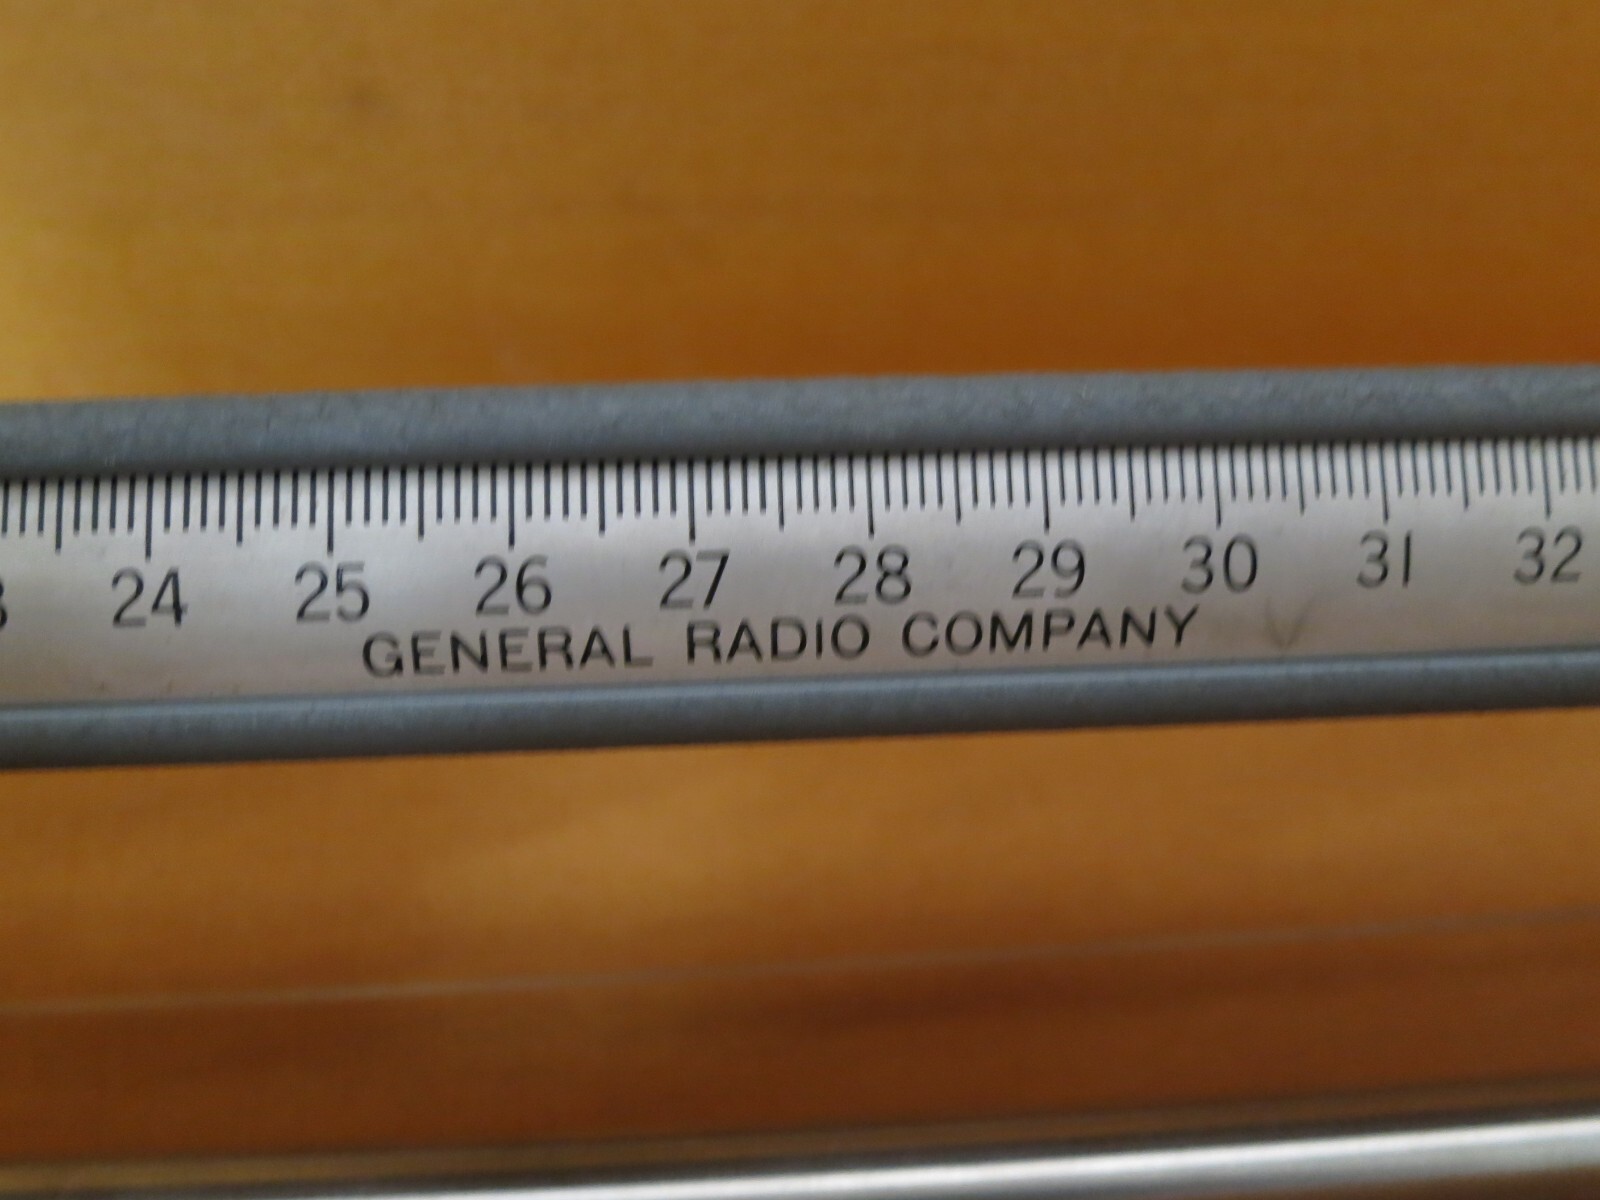 24 25 26 27 28 29 30 31 32
GENERAL RADIO COMPANY